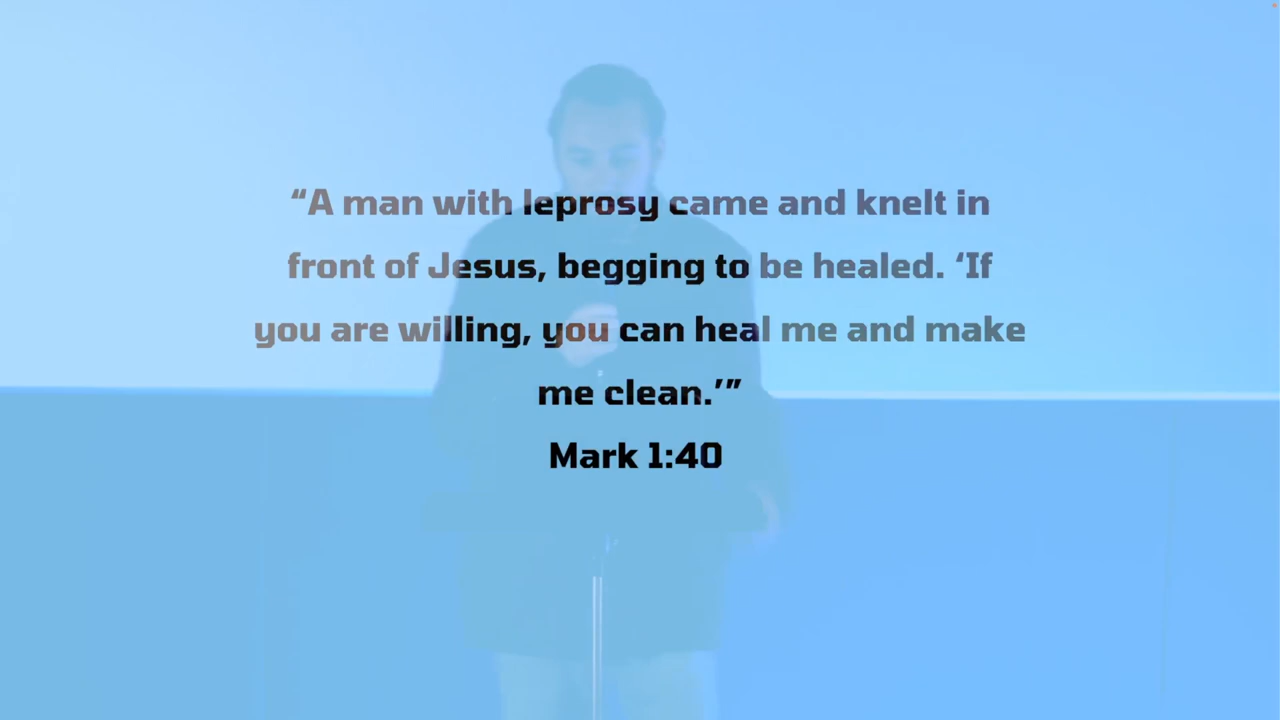 “A man with leprosy came and knelt in
front of Jesus, begging to be healed. ‘If
you are willing, you can heal me and make
me clean.’”
Mark 1:40